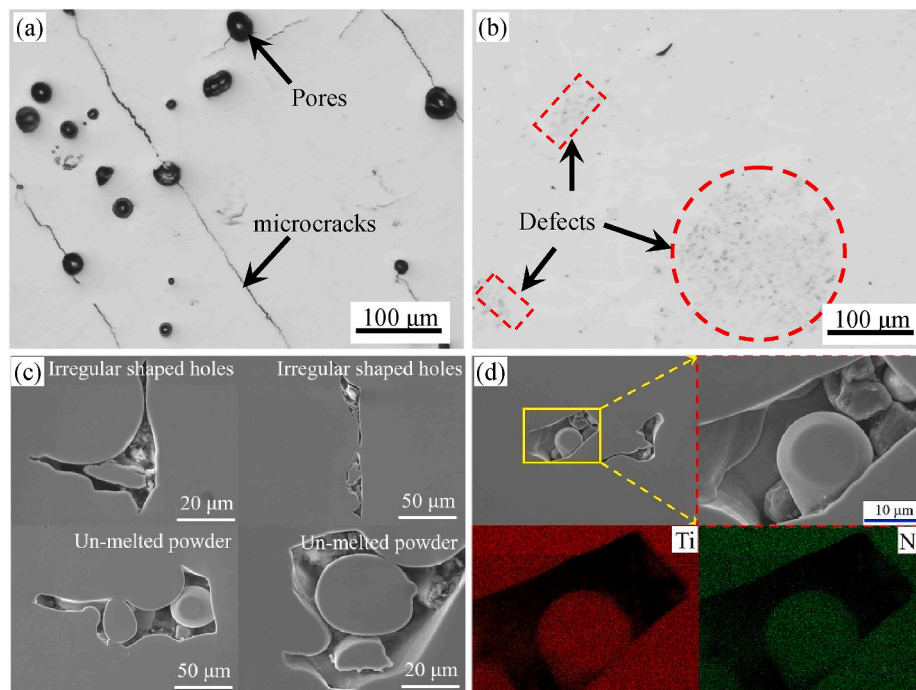 (a)
Pores
microcracks
100 μm
(b)
Defects
100 μm
(c)
Irregular shaped holes
Irregular shaped holes
20 μm
50 μm
Un-melted powder
Un-melted powder
50 μm
20 μm
(d)
10 μm
Ti
N